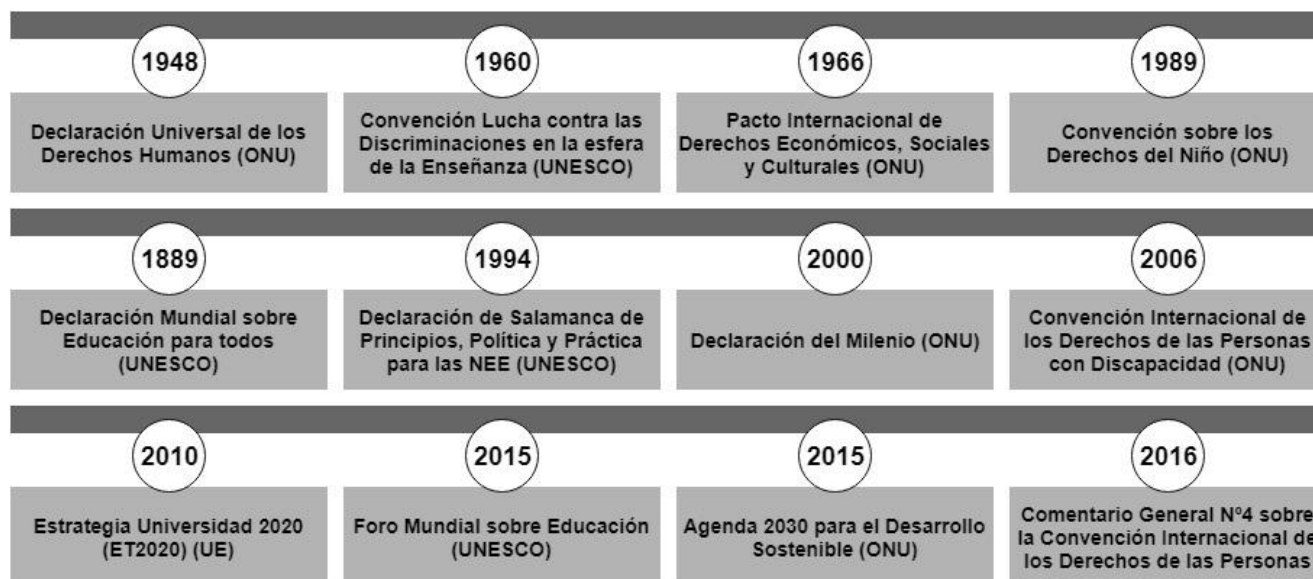 1948
1960
1966
1989
Declaración Universal de los
Derechos Humanos (ONU)
Convención Lucha contra las
Discriminaciones en la esfera
de la Enseñanza (UNESCO)
Pacto Internacional de
Derechos Económicos, Sociales
y Culturales (ONU)
Convención sobre los
Derechos del Niño (ONU)
1889
1994
2000
2006
Declaración Mundial sobre
Educación para todos
(UNESCO)
Declaración de Salamanca de
Principios, Política y Práctica
para las NEE (UNESCO)
Declaración del Milenio (ONU)
Convención Internacional de
los Derechos de las Personas
con Discapacidad (ONU)
2010
2015
2015
2016
Estrategia Universidad 2020
(ET2020) (UE)
Foro Mundial sobre Educación
(UNESCO)
Agenda 2030 para el Desarrollo
Sostenible (ONU)
Comentario General Nº4 sobre
la Convención Internacional de
los Derechos de las Personas